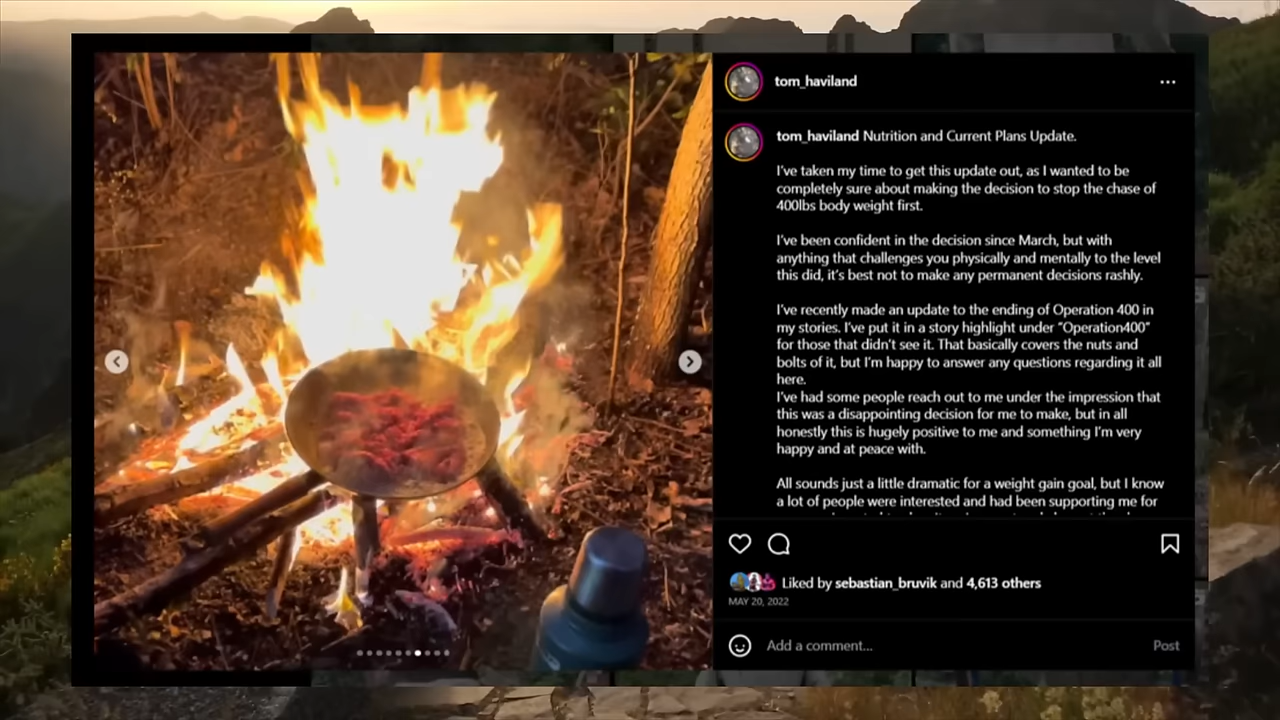 tom_haviland
tom_haviland Nutrition and Current Plans Update.
I've taken my time to get this update out, as I wanted to be
completely sure about making the decision to stop the chase of
400lbs body weight first.
I've been confident in the decision since March, but with
anything that challenges you physically and mentally to the level
this did, it's best not to make any permanent decisions rashly.
I've recently made an update to the ending of Operation 400 in
my stories. I've put it in a story highlight under "Operation400"
for those that didn't see it. That basically covers the nuts and
bolts of it, but I'm happy to answer any questions regarding it all
here.
I've had some people reach out to me under the impression that
this was a disappointing decision for me to make, but in all
honestly this is hugely positive to me and something I'm very
happy and at peace with.
All sounds just a little dramatic for a weight gain goal, but I know
a lot of people were interested and had been supporting me for
Liked by sebastian_bruvik and 4,613 others
MAY 20, 2022
Add a comment...
Post